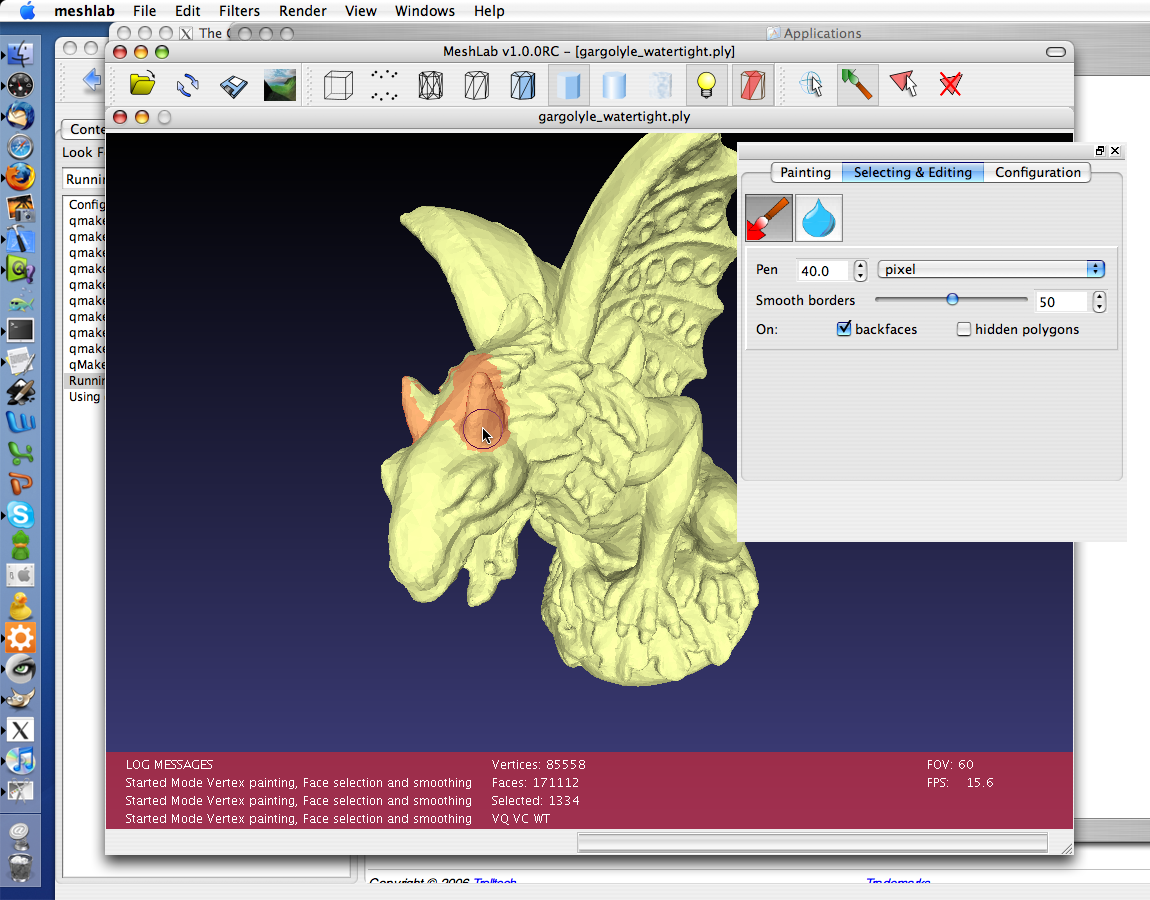 meshlab File Edit Filters Render View Windows Help
The
Applications
MeshLab v1.0.0RC – [gargolyle_watertight.ply]
gargolyle_watertight.ply
Conte
Look F
Runnin
Config
qmake
qmake
qmake
qmake
qmake
qmake
qmake
qmake
qmake
qMake
Runnin
Using
Painting Selecting & Editing Configuration
Pen 40.0 pixel
Smooth borders 50
On: backfaces hidden polygons
LOG MESSAGES Vertices: 85558 FOV: 60
Started Mode Vertex painting, Face selection and smoothing Faces: 171112 FPS: 15.6
Started Mode Vertex painting, Face selection and smoothing Selected: 1334
Started Mode Vertex painting, Face selection and smoothing VQ VC WT
Copyright © 2006 Trolltech Trademarks